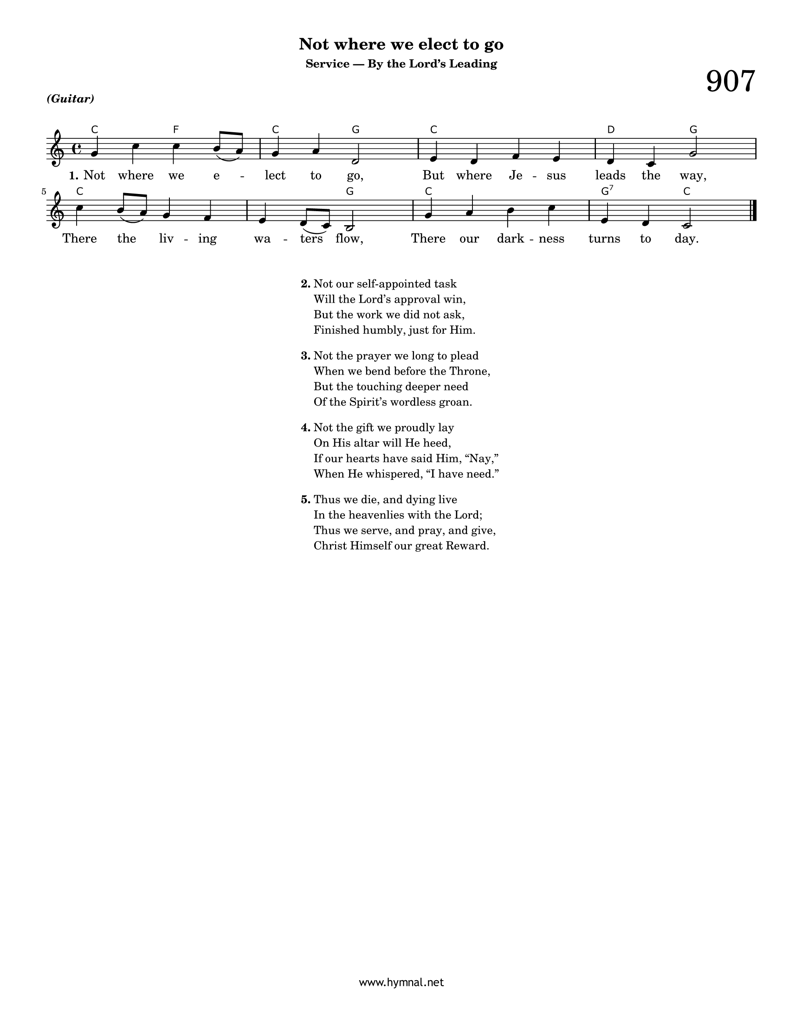 Not where we elect to go
Service — By the Lord's Leading
907
(Guitar)
C F C G C D G
1. Not where we e - lect to go, But where Je - sus leads the way,
5 C G C G7 C
There the liv - ing wa - ters flow, There our dark - ness turns to day.
2. Not our self-appointed task
Will the Lord's approval win,
But the work we did not ask,
Finished humbly, just for Him.
3. Not the prayer we long to plead
When we bend before the Throne,
But the touching deeper need
Of the Spirit's wordless groan.
4. Not the gift we proudly lay
On His altar will He heed,
If our hearts have said Him, “Nay,”
When He whispered, “I have need.”
5. Thus we die, and dying live
In the heavenlies with the Lord;
Thus we serve, and pray, and give,
Christ Himself our great Reward.
www.hymnal.net